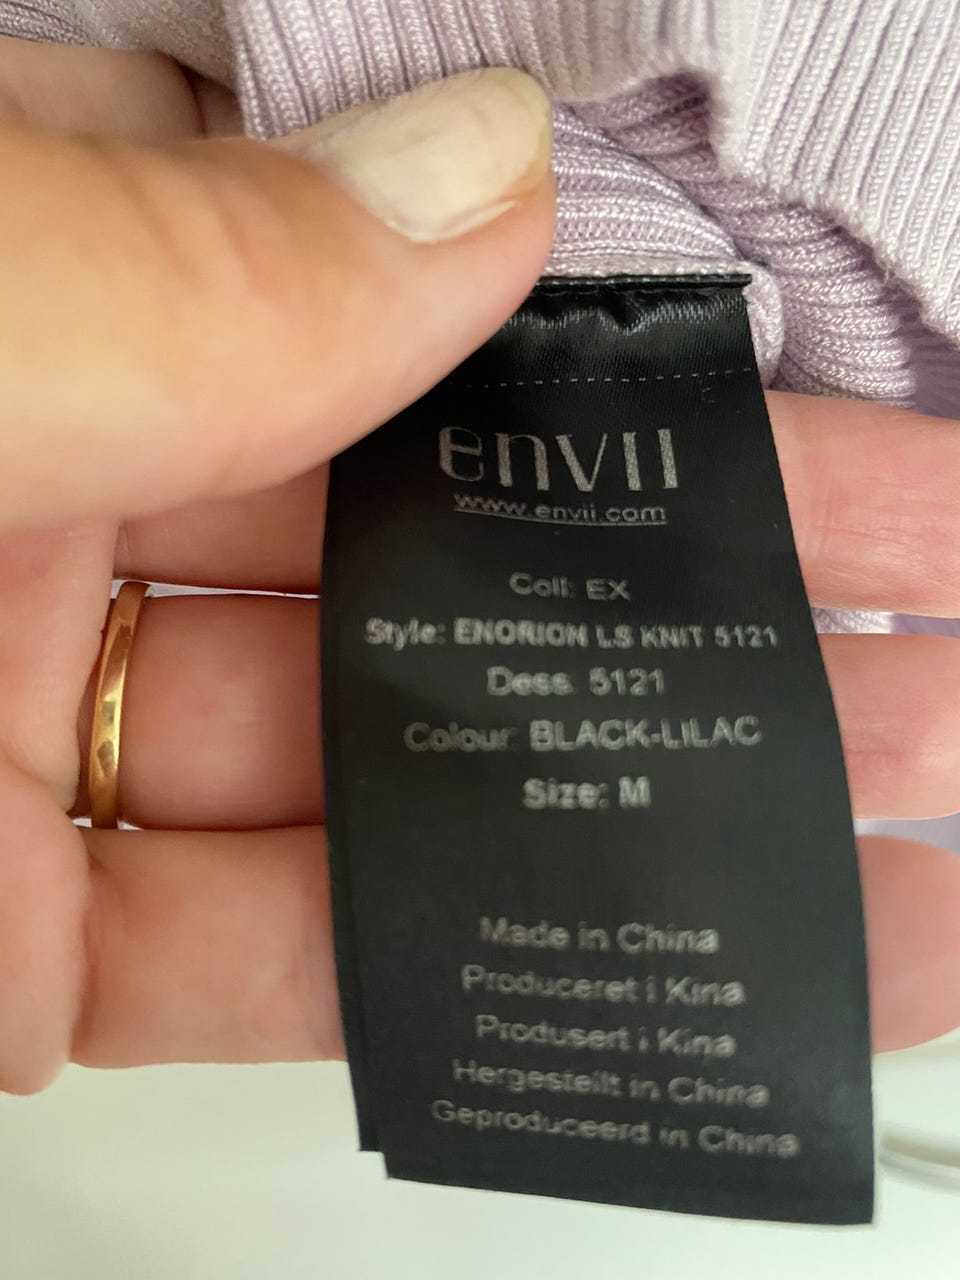 envii
www.envii.com
Coll: EX
Style: ENORION LS KNIT 5121
Dess. 5121
Colour: BLACK-LILAC
Size: M
Made in China
Produceret i Kina
Produsert i Kina
Hergestellt in China
Geproduceerd in China